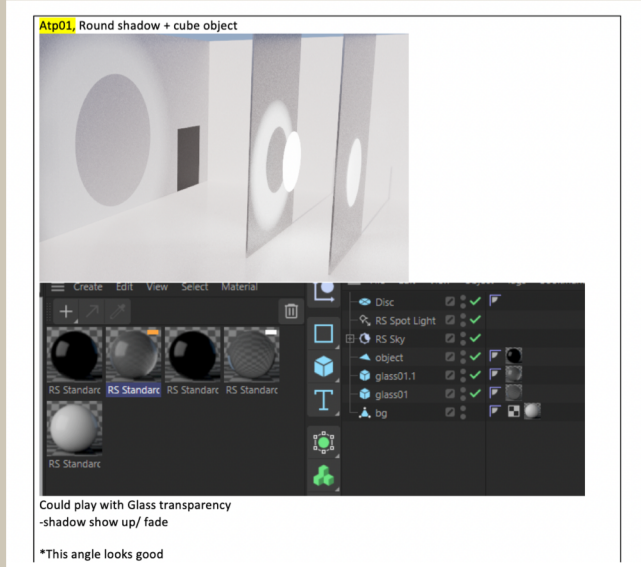 Atp01, Round shadow + cube object
Create Edit View Select Material
RS Standarc RS Standarc RS Standarc RS Standarc
RS Standarc
Disc
RS Spot Light
RS Sky
object
glass01.1
glass01
bg
Could play with Glass transparency
-shadow show up/ fade
*This angle looks good